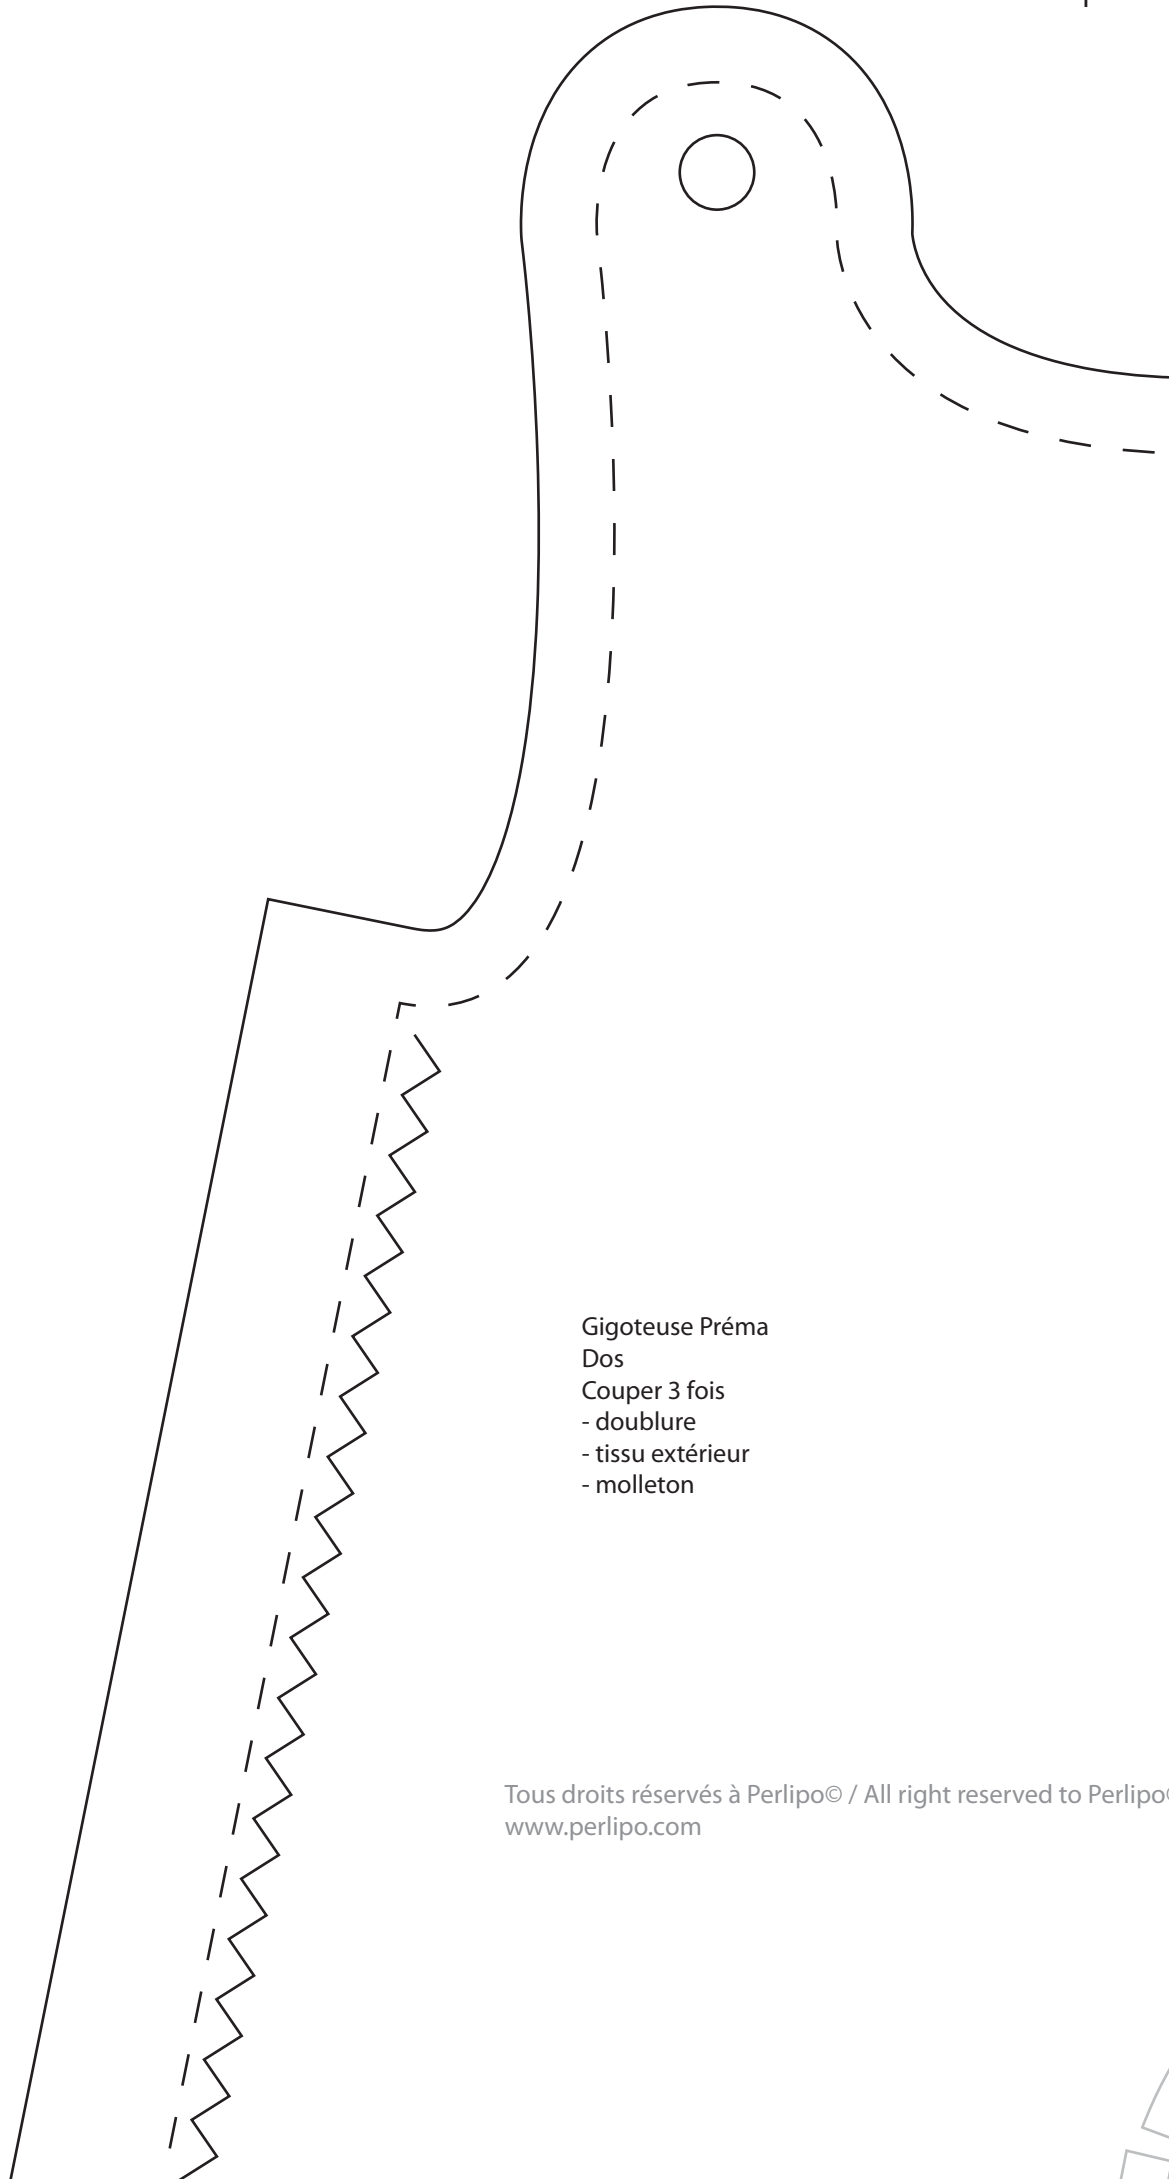 Gigoteuse Préma
Dos
Couper 3 fois
- doublure
- tissu extérieur
- molleton
Tous droits réservés à Perlipo© / All right reserved to Perlipo©
www.perlipo.com